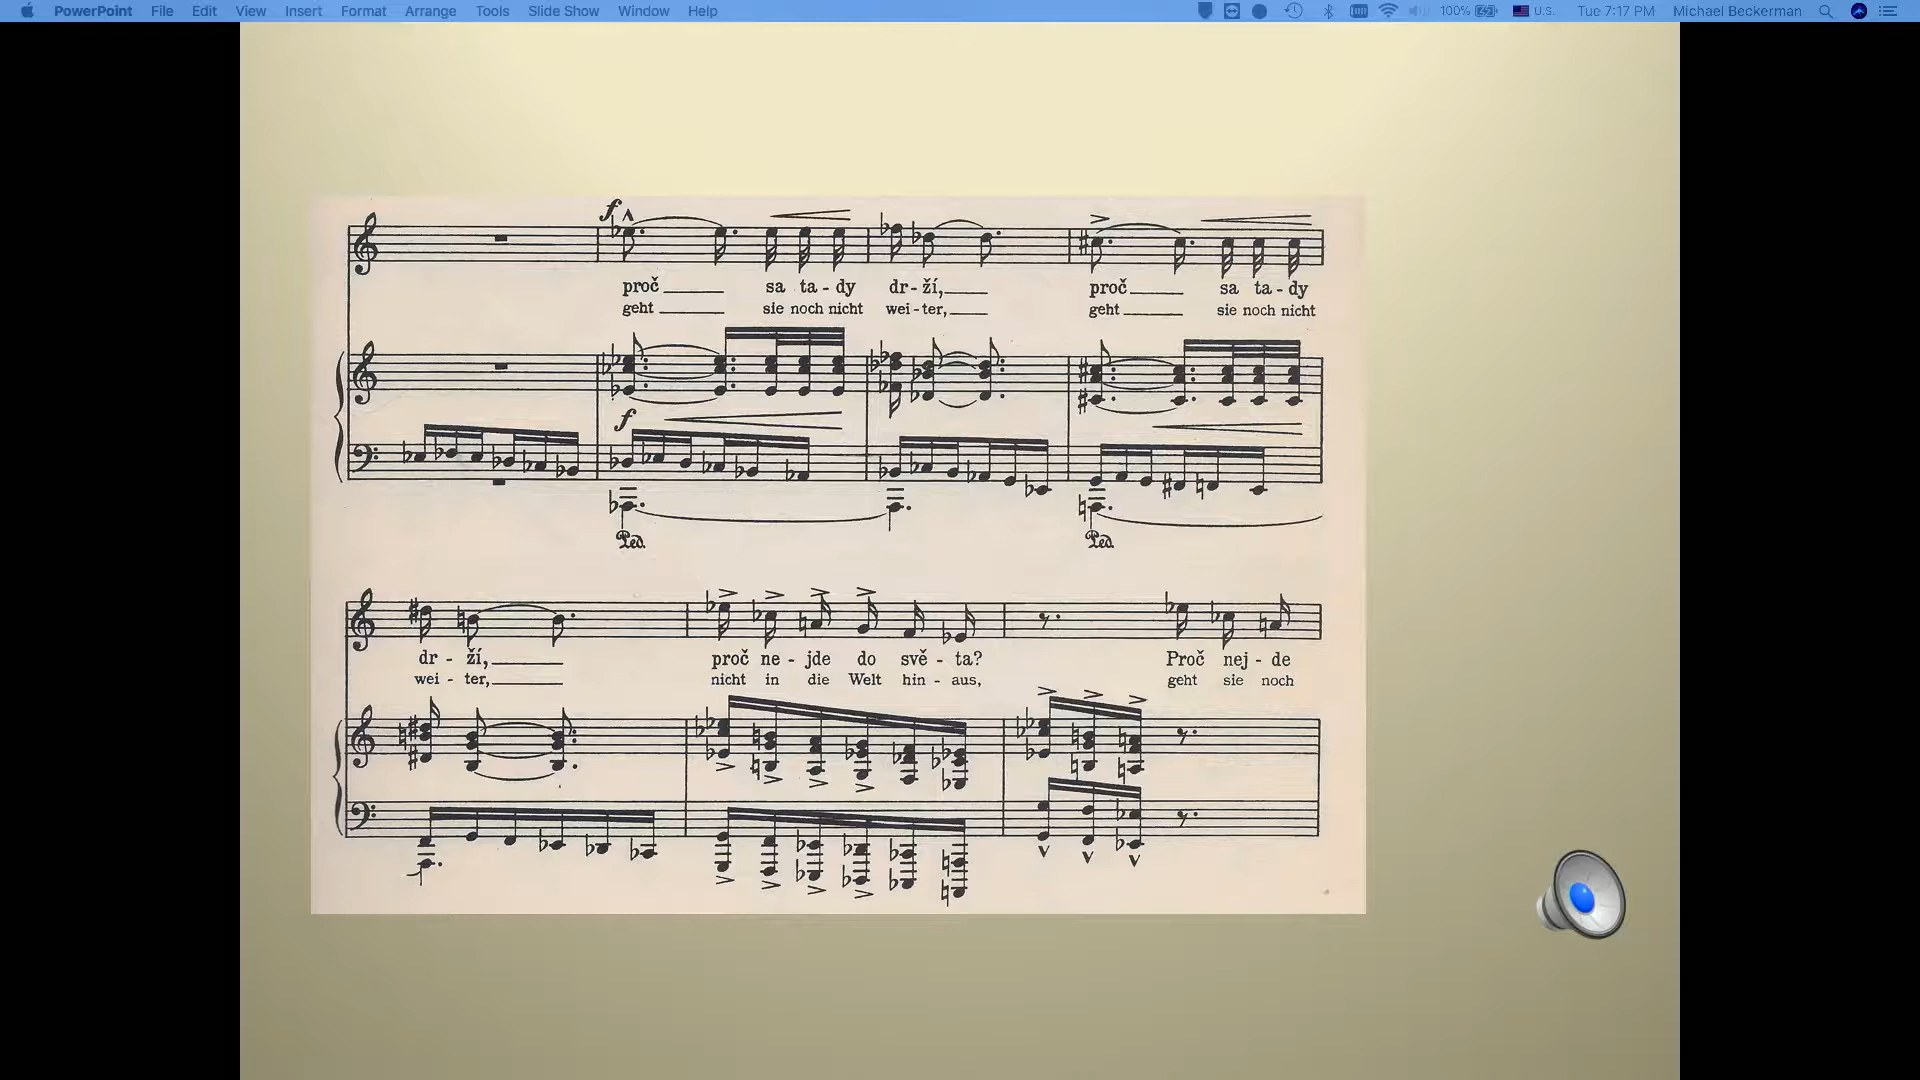 PowerPoint File Edit View Insert Format Arrange Tools Slide Show Window Help 100% U.S. Tue 7:17 PM Michael Beckerman
f
proč sa ta - dy dr - ží, proč sa ta - dy
geht sie noch nicht wei - ter, geht sie noch nicht
f
Ped. Ped.
dr - ží, proč ne - jde do svě - ta? Proč nej - de
wei - ter, nicht in die Welt hin - aus, geht sie noch